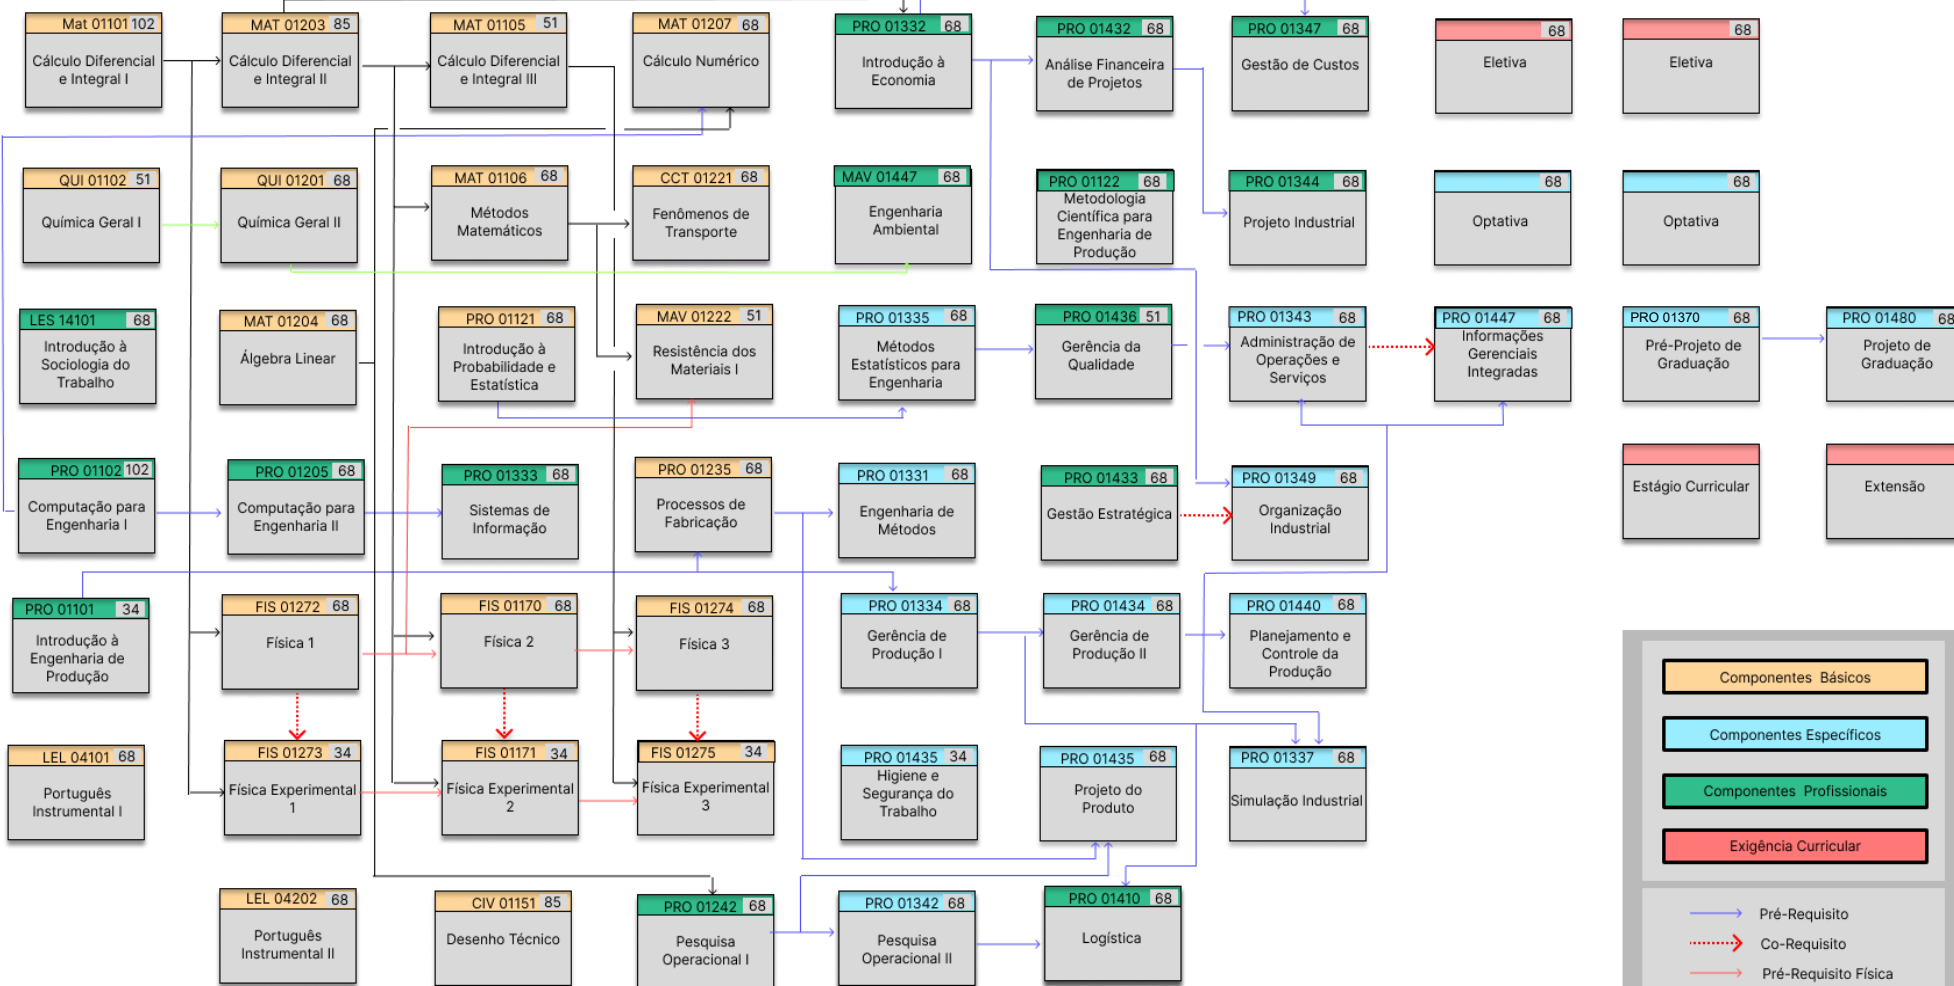 Mat 01101 102
Cálculo Diferencial
e Integral I
MAT 01203 85
Cálculo Diferencial
e Integral II
MAT 01105 51
Cálculo Diferencial
e Integral III
MAT 01207 68
Cálculo Numérico
PRO 01332 68
Introdução à
Economia
PRO 01432 68
Análise Financeira
de Projetos
PRO 01347 68
Gestão de Custos
68
Eletiva
68
Eletiva
QUI 01102 51
Química Geral I
QUI 01201 68
Química Geral II
MAT 01106 68
Métodos
Matemáticos
CCT 01221 68
Fenômenos de
Transporte
MAV 01447 68
Engenharia
Ambiental
PRO 01122 68
Metodologia
Científica para
Engenharia de
Produção
PRO 01344 68
Projeto Industrial
68
Optativa
68
Optativa
LES 14101 68
Introdução à
Sociologia do
Trabalho
MAT 01204 68
Álgebra Linear
PRO 01121 68
Introdução à
Probabilidade e
Estatística
MAV 01222 51
Resistência dos
Materiais I
PRO 01335 68
Métodos
Estatísticos para
Engenharia
PRO 01436 51
Gerência da
Qualidade
PRO 01343 68
Administração de
Operações e
Serviços
PRO 01447 68
Informações
Gerenciais
Integradas
PRO 01370 68
Pré-Projeto de
Graduação
PRO 01480 68
Projeto de
Graduação
PRO 01102 102
Computação para
Engenharia I
PRO 01205 68
Computação para
Engenharia II
PRO 01333 68
Sistemas de
Informação
PRO 01235 68
Processos de
Fabricação
PRO 01331 68
Engenharia de
Métodos
PRO 01433 68
Gestão Estratégica
PRO 01349 68
Organização
Industrial
Estágio Curricular
Extensão
PRO 01101 34
Introdução à
Engenharia de
Produção
FIS 01272 68
Física 1
FIS 01170 68
Física 2
FIS 01274 68
Física 3
PRO 01334 68
Gerência de
Produção I
PRO 01434 68
Gerência de
Produção II
PRO 01440 68
Planejamento e
Controle da
Produção
LEL 04101 68
Português
Instrumental I
FIS 01273 34
Física Experimental
1
FIS 01171 34
Física Experimental
2
FIS 01275 34
Física Experimental
3
PRO 01435 34
Higiene e
Segurança do
Trabalho
PRO 01435 68
Projeto do
Produto
PRO 01337 68
Simulação Industrial
LEL 04202 68
Português
Instrumental II
CIV 01151 85
Desenho Técnico
PRO 01242 68
Pesquisa
Operacional I
PRO 01342 68
Pesquisa
Operacional II
PRO 01410 68
Logística
Componentes Básicos
Componentes Específicos
Componentes Profissionais
Exigência Curricular
Pré-Requisito
Co-Requisito
Pré-Requisito Física